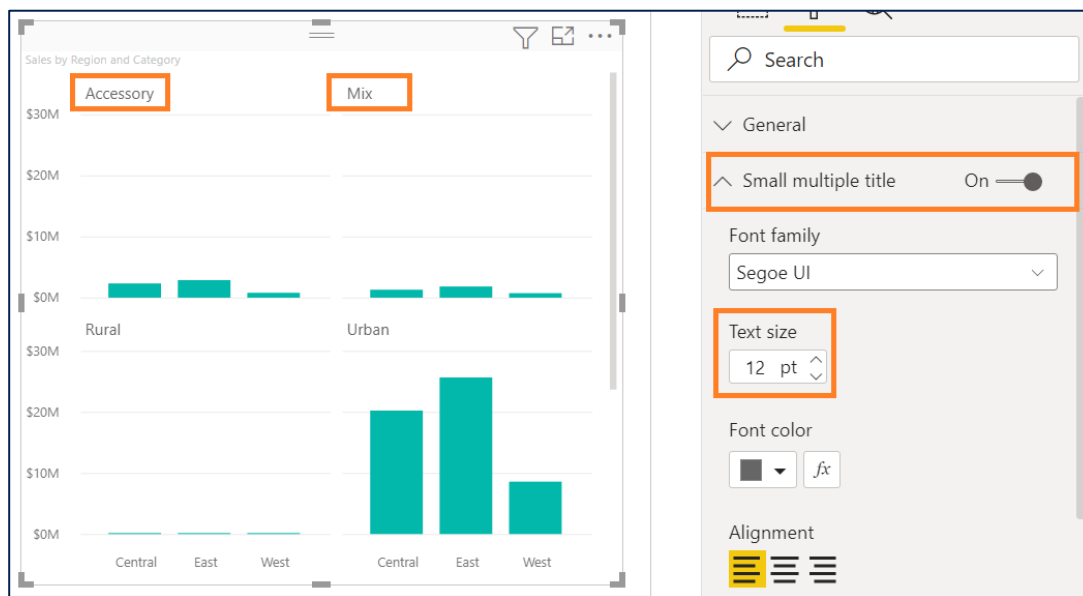 Sales by Region and Category
Accessory
Mix
$30M
$20M
$10M
$0M
Rural
Urban
$30M
$20M
$10M
$0M
Central East West
Central East West
Search
General
Small multiple title On
Font family
Segoe UI
Text size
12 pt
Font color
fx
Alignment